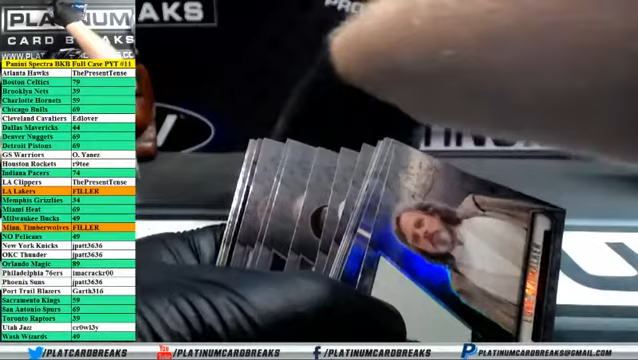 PLATINUM
CARD BREAKS
Panini Spectra BKB Full Case PYT #11
Atlanta Hawks ThePresentTense
Boston Celtics 79
Brooklyn Nets 39
Charlotte Hornets 59
Chicago Bulls 69
Cleveland Cavaliers Edlover
Dallas Mavericks 44
Denver Nuggets 69
Detroit Pistons 69
GS Warriors O. Yanez
Houston Rockets r9tee
Indiana Pacers 74
LA Clippers ThePresentTense
LA Lakers FILLER
Memphis Grizzlies 34
Miami Heat 69
Milwaukee Bucks 49
Minn. Timberwolves FILLER
NO Pelicans 49
New York Knicks jpatt3636
OKC Thunder jpatt3636
Orlando Magic 89
Philadelphia 76ers imacrackr00
Phoenix Suns jpatt3636
Port Trail Blazers Garth316
Sacramento Kings 59
San Antonio Spurs 69
Toronto Raptors 39
Utah Jazz cr0wl3y
Wash Wizards 49
/PLATCARDBREAKS
/PLATINUMCARDBREAKS
/PLATINUMCARDBREAKS
/PLATINUMCARDBREAKS